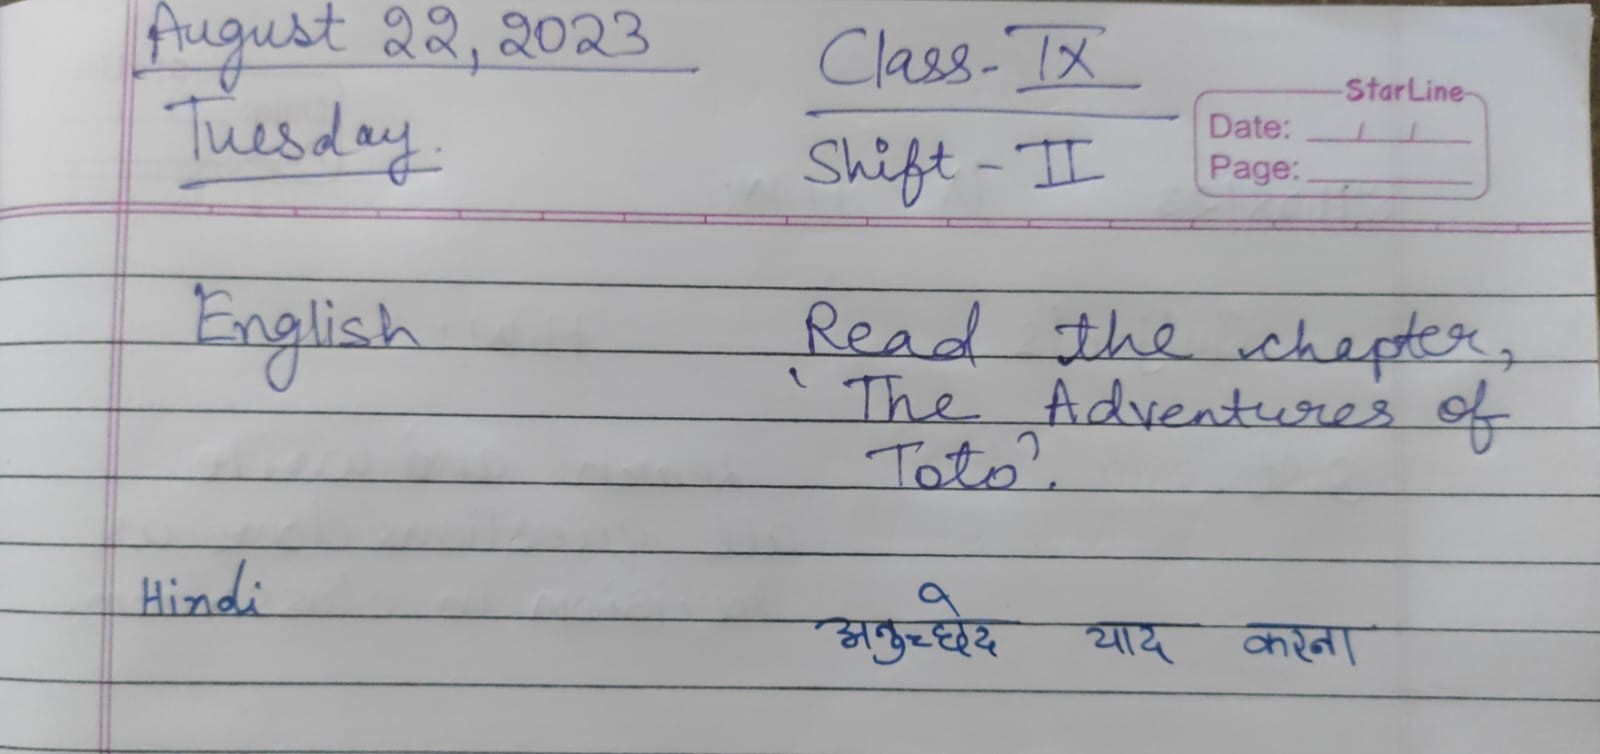 August 22, 2023
Tuesday.
Class - IX
Shift - II
StarLine
Date: / /
Page:
English
Read the chapter,
'The Adventures of
Toto'.
Hindi
अनुच्छेद याद करना